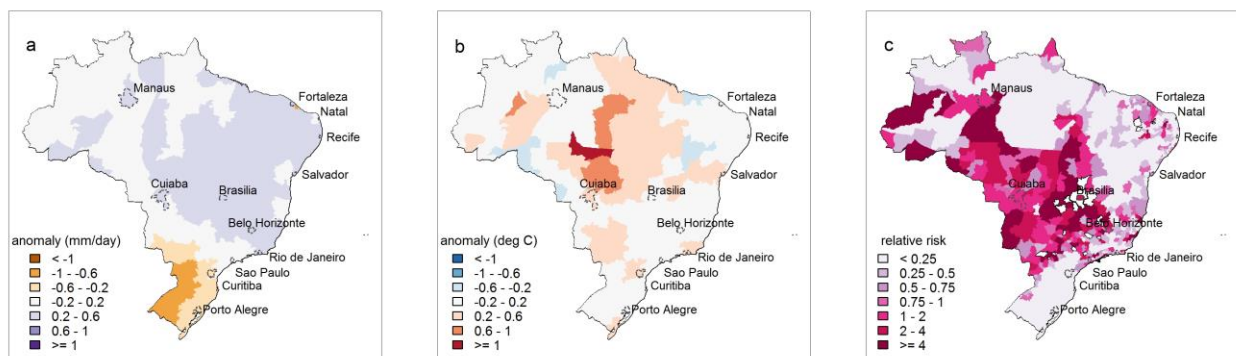 a
Manaus
Fortaleza
Natal
Recife
Salvador
Cuiaba
Brasilia
Belo Horizonte
Rio de Janeiro
Sao Paulo
Curitiba
Porto Alegre
anomaly (mm/day)
< -1
-1 - -0.6
-0.6 - -0.2
-0.2 - 0.2
0.2 - 0.6
0.6 - 1
>= 1
b
Manaus
Fortaleza
Natal
Recife
Salvador
Cuiaba
Brasilia
Belo Horizonte
Rio de Janeiro
Sao Paulo
Curitiba
Porto Alegre
anomaly (deg C)
< -1
-1 - -0.6
-0.6 - -0.2
-0.2 - 0.2
0.2 - 0.6
0.6 - 1
>= 1
c
Manaus
Fortaleza
Natal
Recife
Salvador
Cuiaba
Brasilia
Belo Horizonte
Rio de Janeiro
Sao Paulo
Curitiba
Porto Alegre
relative risk
< 0.25
0.25 - 0.5
0.5 - 0.75
0.75 - 1
1 - 2
2 - 4
>= 4